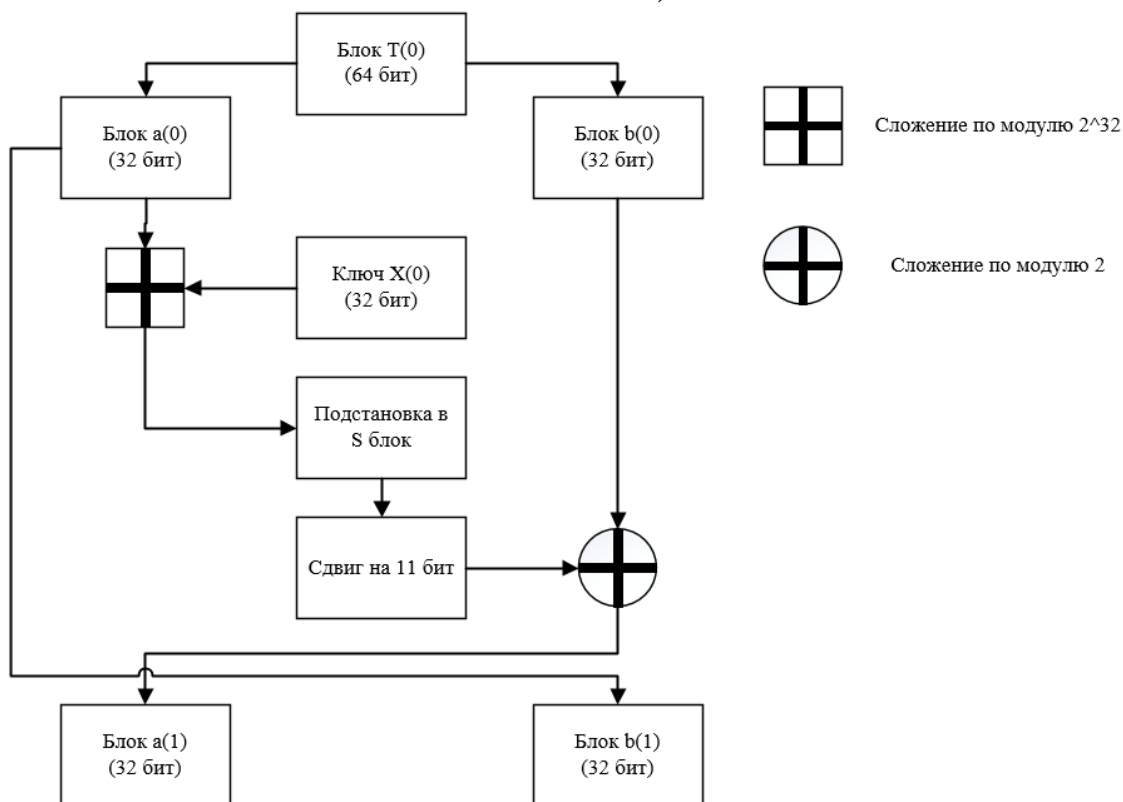 Блок T(0)
(64 бит)
Блок a(0)
(32 бит)
Блок b(0)
(32 бит)
Сложение по модулю 2^32
Ключ X(0)
(32 бит)
Сложение по модулю 2
Подстановка в
S блок
Сдвиг на 11 бит
Блок a(1)
(32 бит)
Блок b(1)
(32 бит)